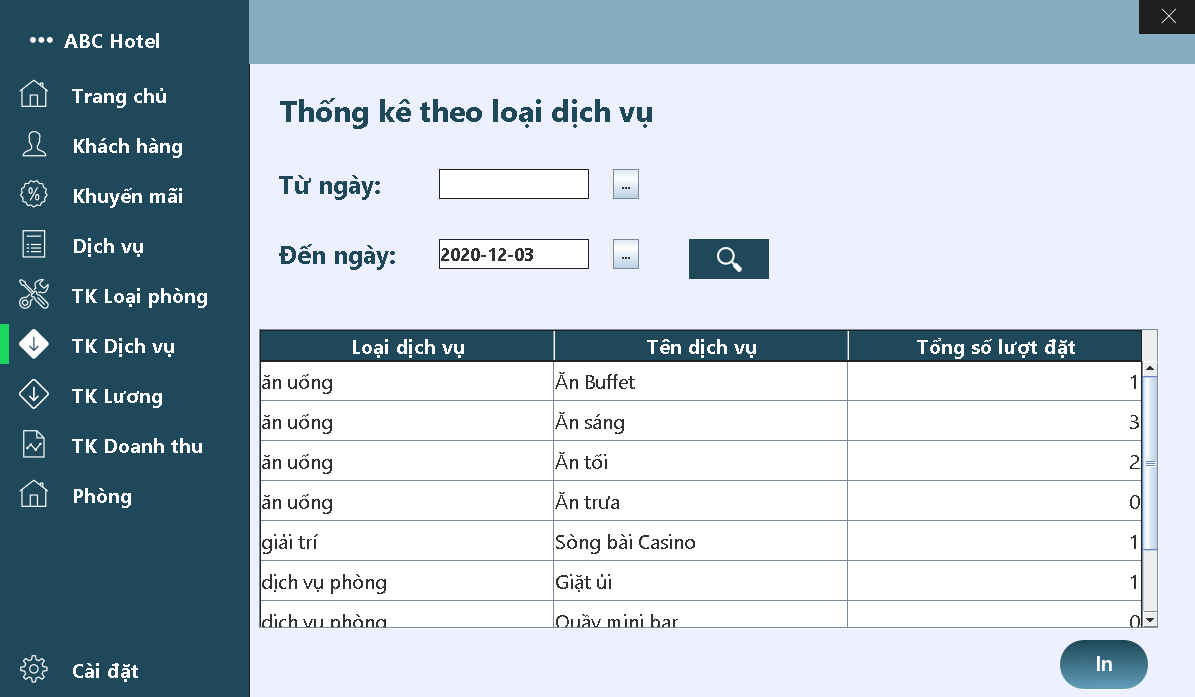 ABC Hotel
Trang chủ
Khách hàng
Khuyến mãi
Dịch vụ
TK Loại phòng
TK Dịch vụ
TK Lương
TK Doanh thu
Phòng
Cài đặt
Thống kê theo loại dịch vụ
Từ ngày: ...
Đến ngày: 2020-12-03 ...
Loại dịch vụ Tên dịch vụ Tổng số lượt đặt
ăn uống Ăn Buffet 1
ăn uống Ăn sáng 3
ăn uống Ăn tối 2
ăn uống Ăn trưa 0
giải trí Sòng bài Casino 1
dịch vụ phòng Giặt ủi 1
dịch vụ phòng Quầy mini bar 0
In